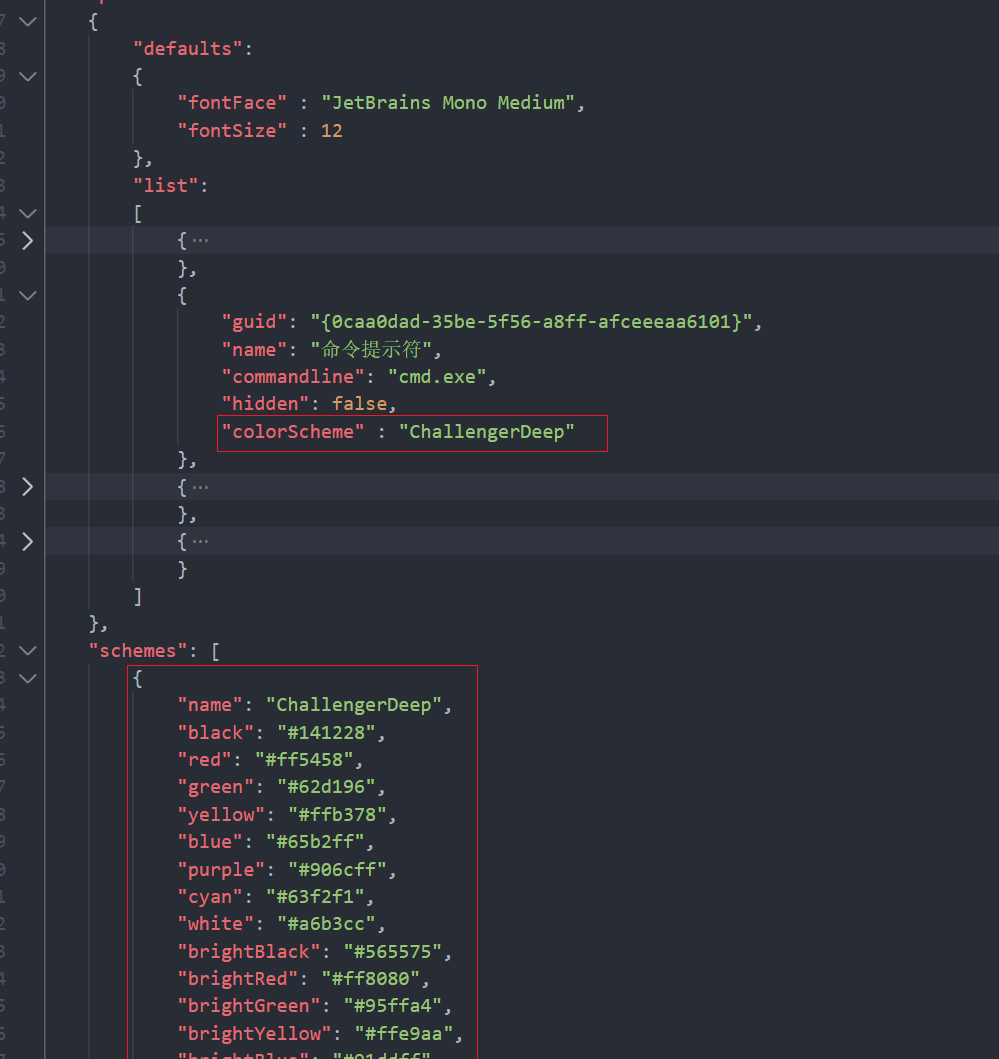 {
"defaults":
{
"fontFace" : "JetBrains Mono Medium",
"fontSize" : 12
},
"list":
[
{ ···
},
{
"guid": "{0caa0dad-35be-5f56-a8ff-afceeeaa6101}",
"name": "命令提示符",
"commandline": "cmd.exe",
"hidden": false,
"colorScheme" : "ChallengerDeep"
},
{ ···
},
{ ···
}
]
},
"schemes": [
{
"name": "ChallengerDeep",
"black": "#141228",
"red": "#ff5458",
"green": "#62d196",
"yellow": "#ffb378",
"blue": "#65b2ff",
"purple": "#906cff",
"cyan": "#63f2f1",
"white": "#a6b3cc",
"brightBlack": "#565575",
"brightRed": "#ff8080",
"brightGreen": "#95ffa4",
"brightYellow": "#ffe9aa",
"brightBlue": "#91ddff"